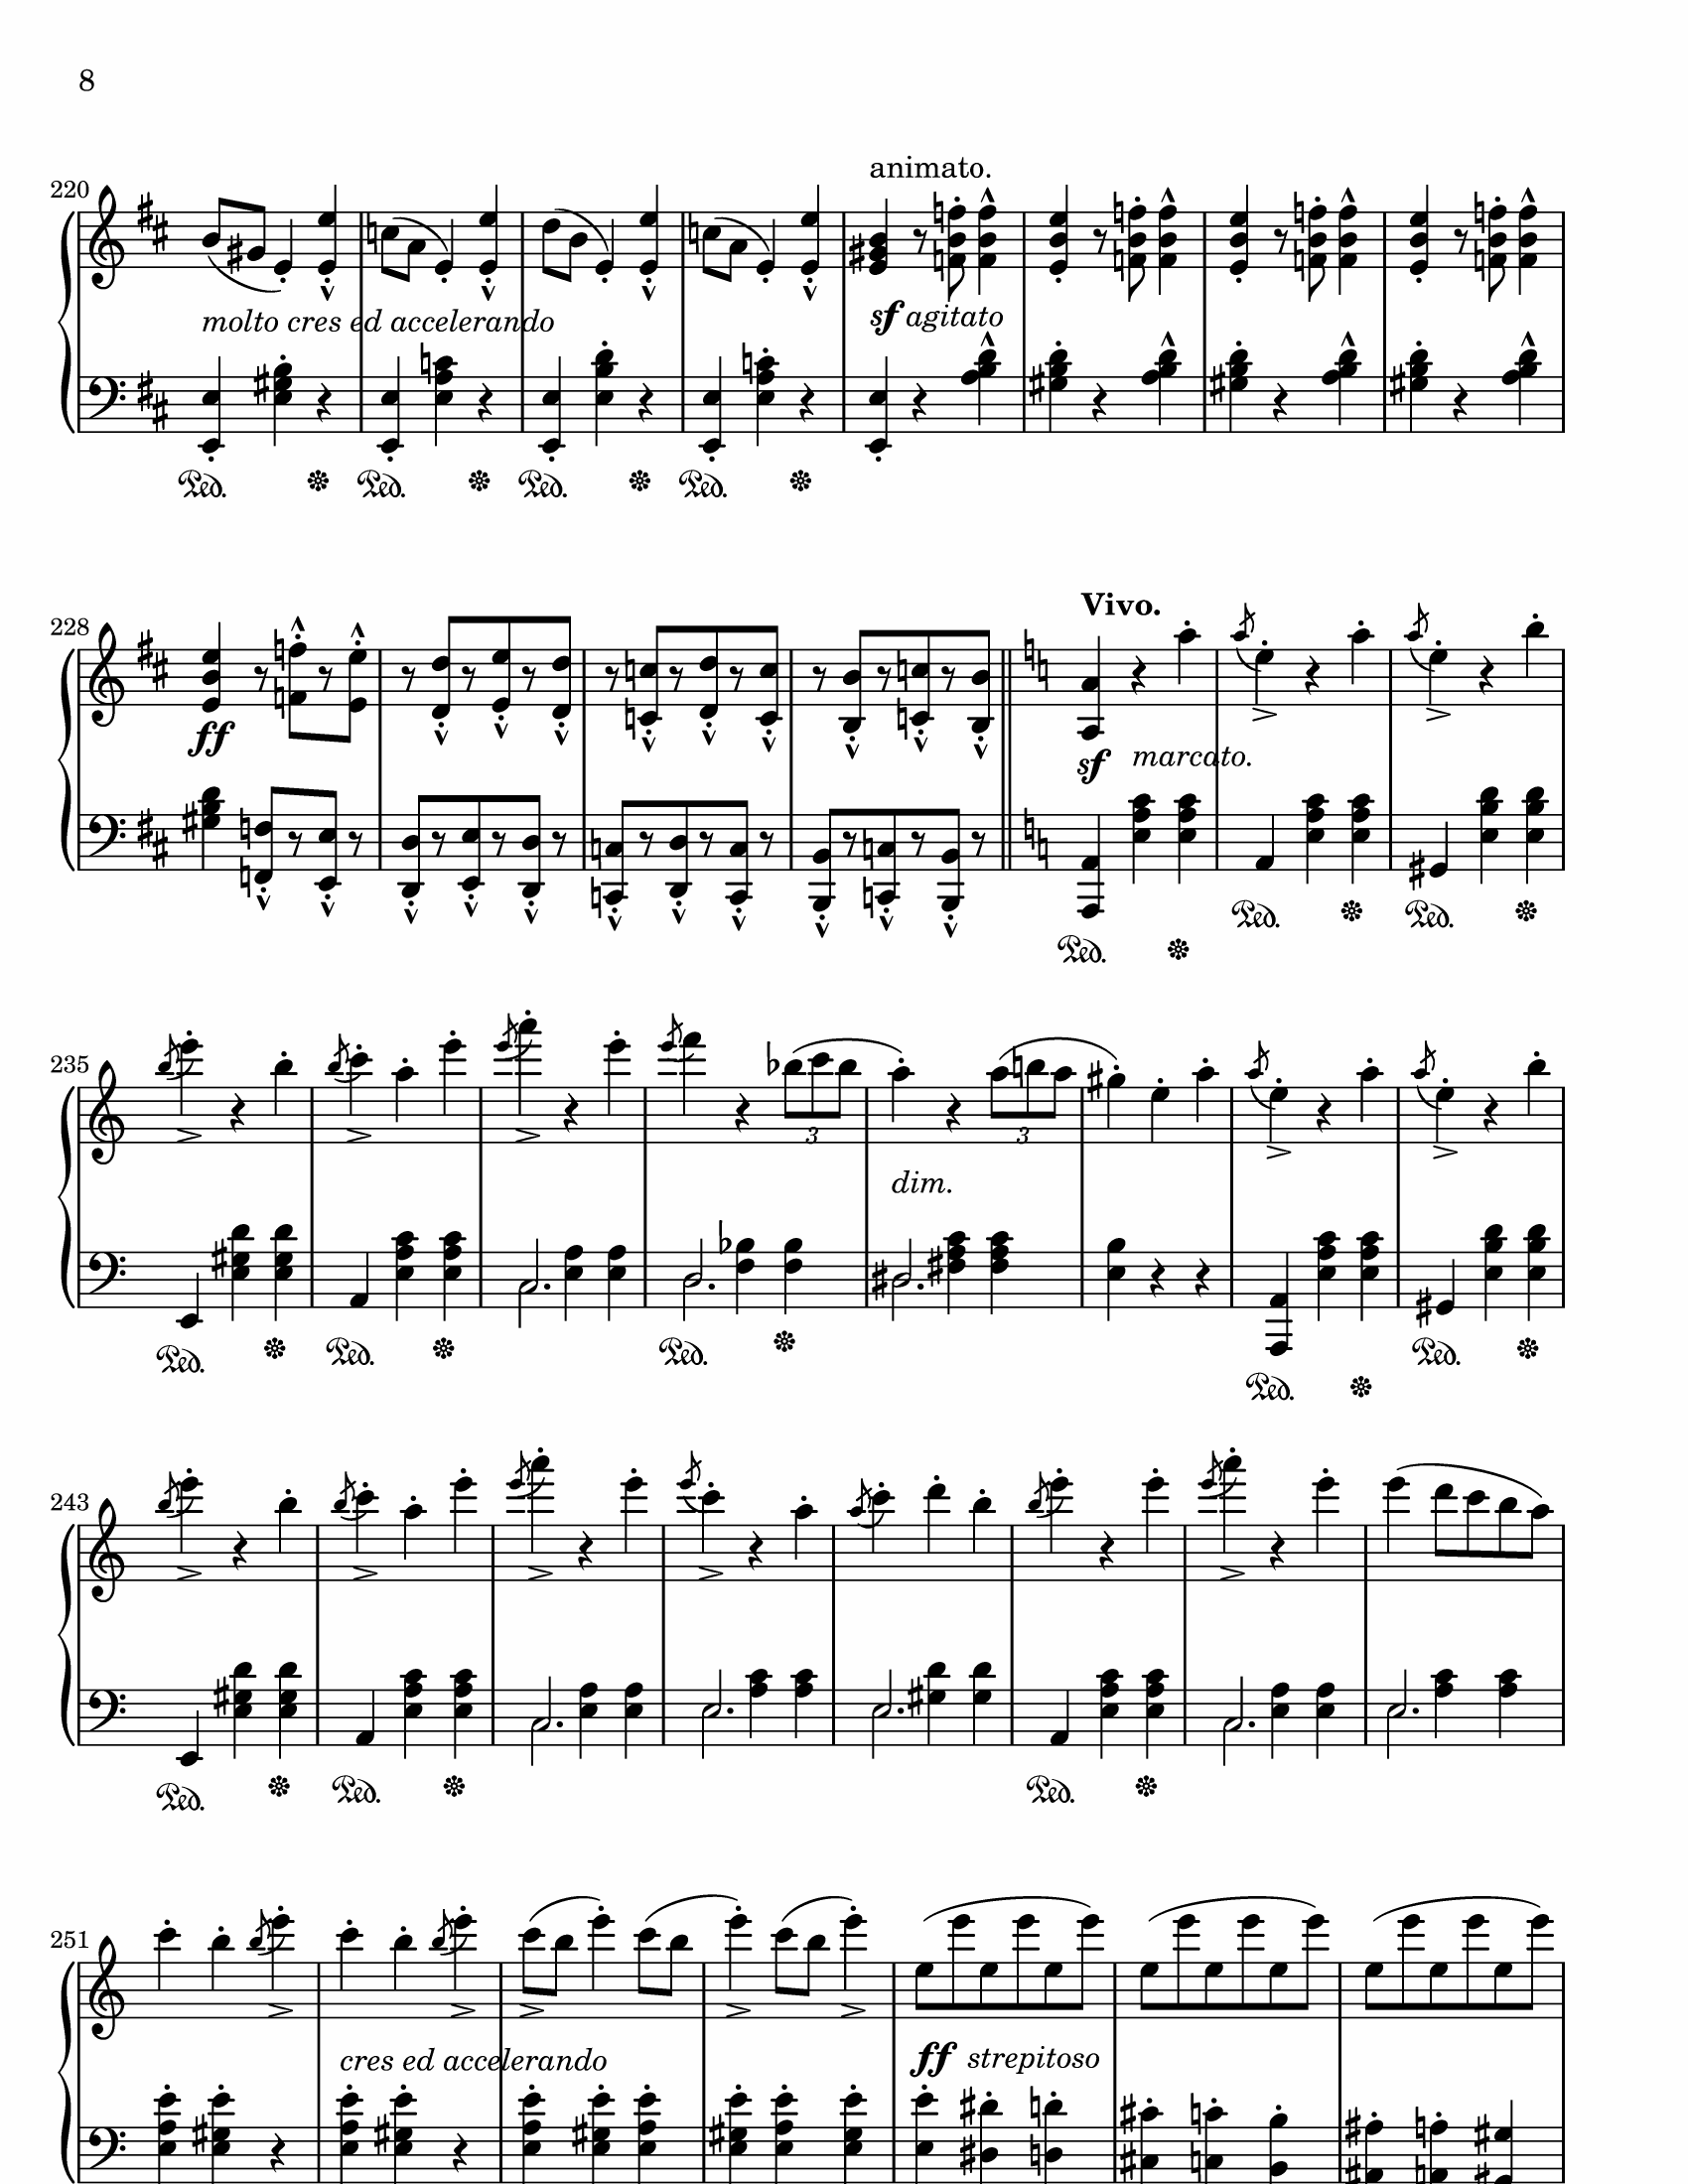 8
animato.
220
molto cres ed accelerando
sf agitato
Ped. Ped. Ped. Ped.
Vivo.
228
ff
sf marcato.
Ped. Ped. Ped.
235
3 3
dim.
Ped. Ped. Ped. Ped. Ped.
243
Ped. Ped. Ped.
251
cres ed accelerando
ff strepitoso